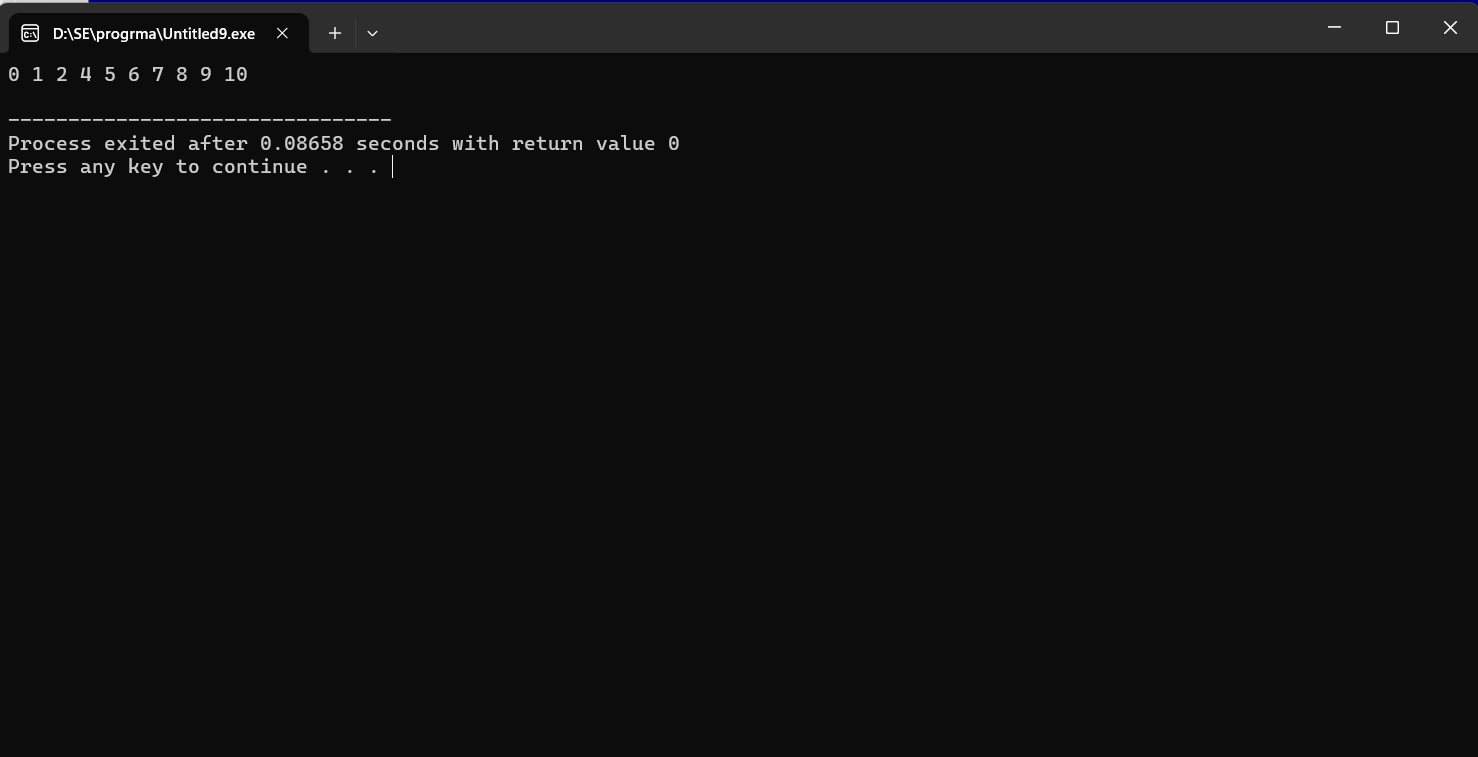 D:\SE\progrma\Untitled9.exe
0 1 2 4 5 6 7 8 9 10
--------------------------------
Process exited after 0.08658 seconds with return value 0
Press any key to continue . . .